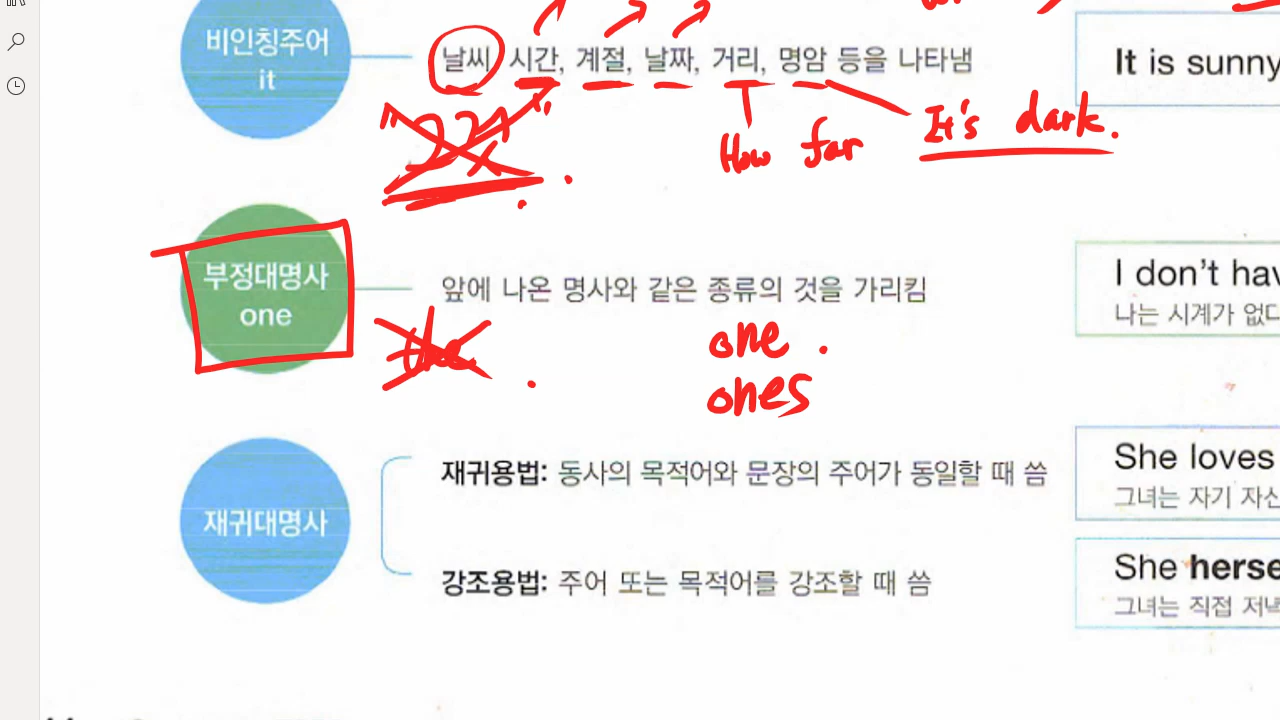 비인칭주어
it
날씨, 시간, 계절, 날짜, 거리, 명암 등을 나타냄
It is sunny
How far
It's dark.
부정대명사
one
앞에 나온 명사와 같은 종류의 것을 가리킴
I don't hav
나는 시계가 없다
the
one .
ones
재귀대명사
재귀용법: 동사의 목적어와 문장의 주어가 동일할 때 씀
She loves
그녀는 자기 자신
강조용법: 주어 또는 목적어를 강조할 때 씀
She herse
그녀는 직접 저녁